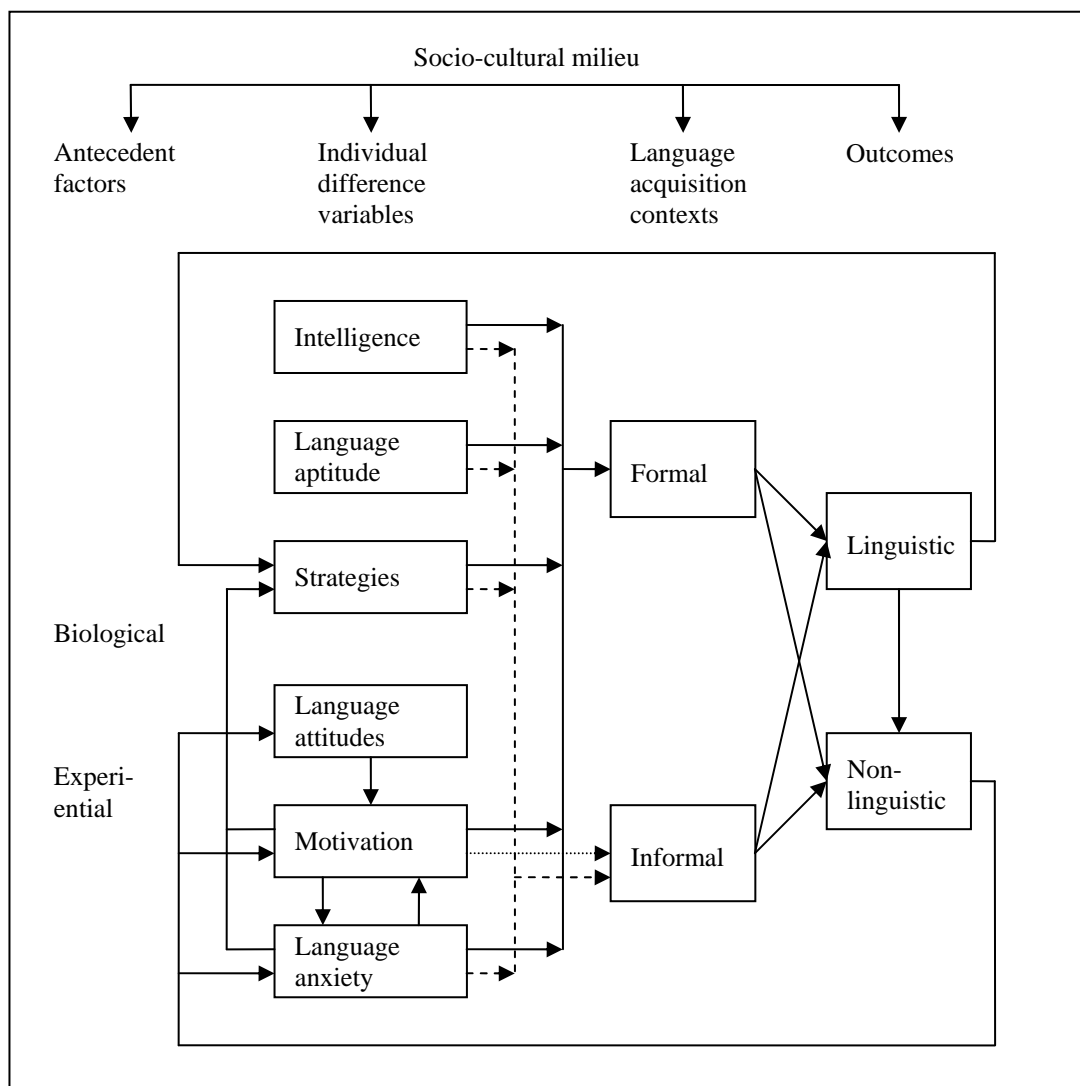 Socio-cultural milieu
Antecedent
factors
Individual
difference
variables
Language
acquisition
contexts
Outcomes
Intelligence
Language
aptitude
Formal
Linguistic
Strategies
Biological
Language
attitudes
Experi-
ential
Non-
linguistic
Motivation
Informal
Language
anxiety